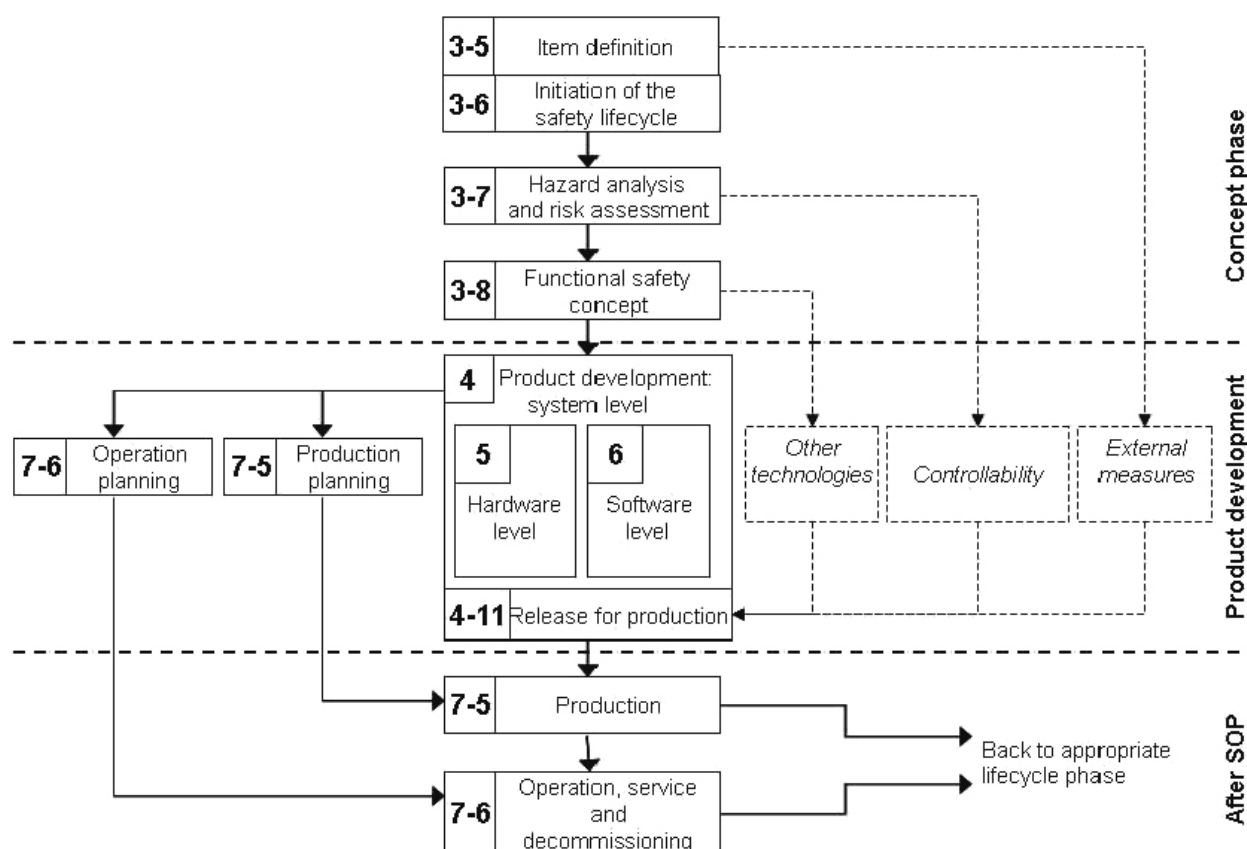 3-5
Item definition
3-6
Initiation of the
safety lifecycle
3-7
Hazard analysis
and risk assessment
3-8
Functional safety
concept
Concept phase
4
Product development:
system level
5
Hardware
level
6
Software
level
7-6
Operation
planning
7-5
Production
planning
Other
technologies
Controllability
External
measures
4-11
Release for production
Product development
7-5
Production
7-6
Operation, service
and
decommissioning
Back to appropriate
lifecycle phase
After SOP